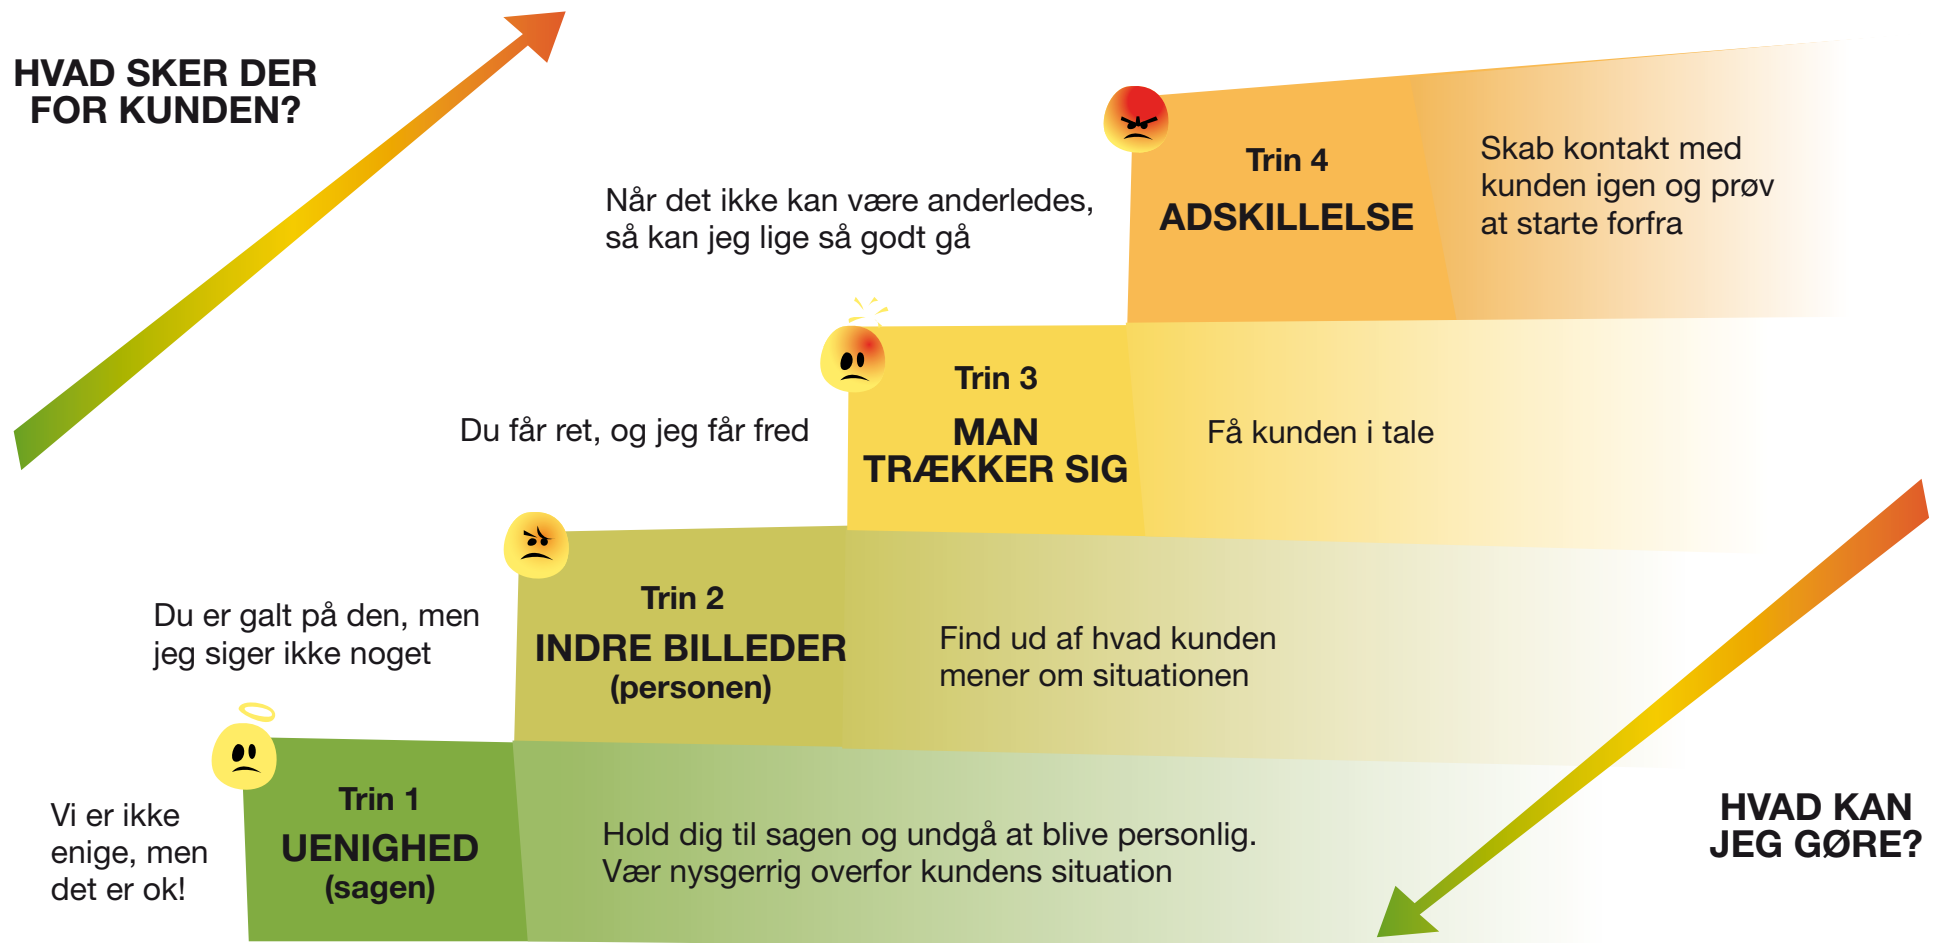 HVAD SKER DER
FOR KUNDEN?
Trin 4
ADSKILLELSE
Når det ikke kan være anderledes,
så kan jeg lige så godt gå
Skab kontakt med
kunden igen og prøv
at starte forfra
Trin 3
MAN
TRÆKKER SIG
Du får ret, og jeg får fred
Få kunden i tale
Trin 2
INDRE BILLEDER
(personen)
Du er galt på den, men
jeg siger ikke noget
Find ud af hvad kunden
mener om situationen
Trin 1
UENIGHED
(sagen)
Vi er ikke
enige, men
det er ok!
Hold dig til sagen og undgå at blive personlig.
Vær nysgerrig overfor kundens situation
HVAD KAN
JEG GØRE?